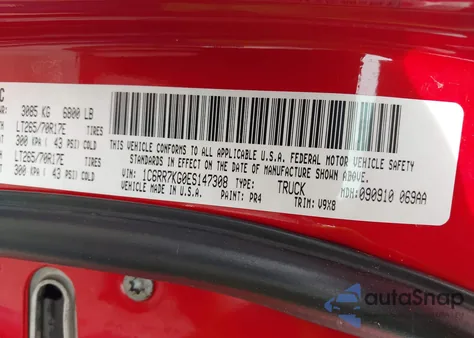 3085 KG 6800 LB
LT265/70R17E TIRES
300 KPA ( 43 PSI) COLD
LT265/70R17E TIRES
300 KPA ( 43 PSI) COLD
THIS VEHICLE CONFORMS TO ALL APPLICABLE U.S.A. FEDERAL MOTOR VEHICLE SAFETY
STANDARDS IN EFFECT ON THE DATE OF MANUFACTURE SHOWN ABOVE.
VIN: 1C6RR7KG0ES147308 TYPE: TRUCK
VEHICLE MADE IN U.S.A. PAINT: PR4 MDH: 090910 069AA
TRIM: V9X8
autoSnap